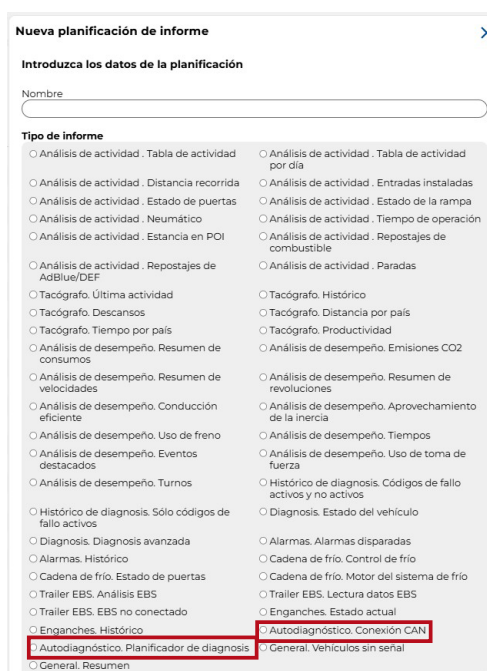 Nueva planificación de informe
Introduzca los datos de la planificación
Nombre
Tipo de informe
Análisis de actividad . Tabla de actividad
Análisis de actividad . Tabla de actividad
por día
Análisis de actividad . Distancia recorrida
Análisis de actividad . Entradas instaladas
Análisis de actividad . Estado de puertas
Análisis de actividad . Estado de la rampa
Análisis de actividad . Neumático
Análisis de actividad . Tiempo de operación
Análisis de actividad . Estancia en POI
Análisis de actividad . Repostajes de
combustible
Análisis de actividad . Repostajes de
AdBlue/DEF
Análisis de actividad . Paradas
Tacógrafo. Última actividad
Tacógrafo. Histórico
Tacógrafo. Descansos
Tacógrafo. Distancia por país
Tacógrafo. Tiempo por país
Tacógrafo. Productividad
Análisis de desempeño. Resumen de
consumos
Análisis de desempeño. Emisiones CO2
Análisis de desempeño. Resumen de
velocidades
Análisis de desempeño. Resumen de
revoluciones
Análisis de desempeño. Conducción
eficiente
Análisis de desempeño. Aprovechamiento
de la inercia
Análisis de desempeño. Uso de freno
Análisis de desempeño. Tiempos
Análisis de desempeño. Eventos
destacados
Análisis de desempeño. Uso de toma de
fuerza
Análisis de desempeño. Turnos
Histórico de diagnosis. Códigos de fallo
activos y no activos
Histórico de diagnosis. Sólo códigos de
fallo activos
Diagnosis. Estado del vehículo
Diagnosis. Diagnosis avanzada
Alarmas. Alarmas disparadas
Alarmas. Histórico
Cadena de frío. Control de frío
Cadena de frío. Estado de puertas
Cadena de frío. Motor del sistema de frío
Trailer EBS. Análisis EBS
Trailer EBS. Lectura datos EBS
Trailer EBS. EBS no conectado
Enganches. Estado actual
Enganches. Histórico
Autodiagnóstico. Conexión CAN
Autodiagnóstico. Planificador de diagnosis
General. Vehículos sin señal
General. Resumen